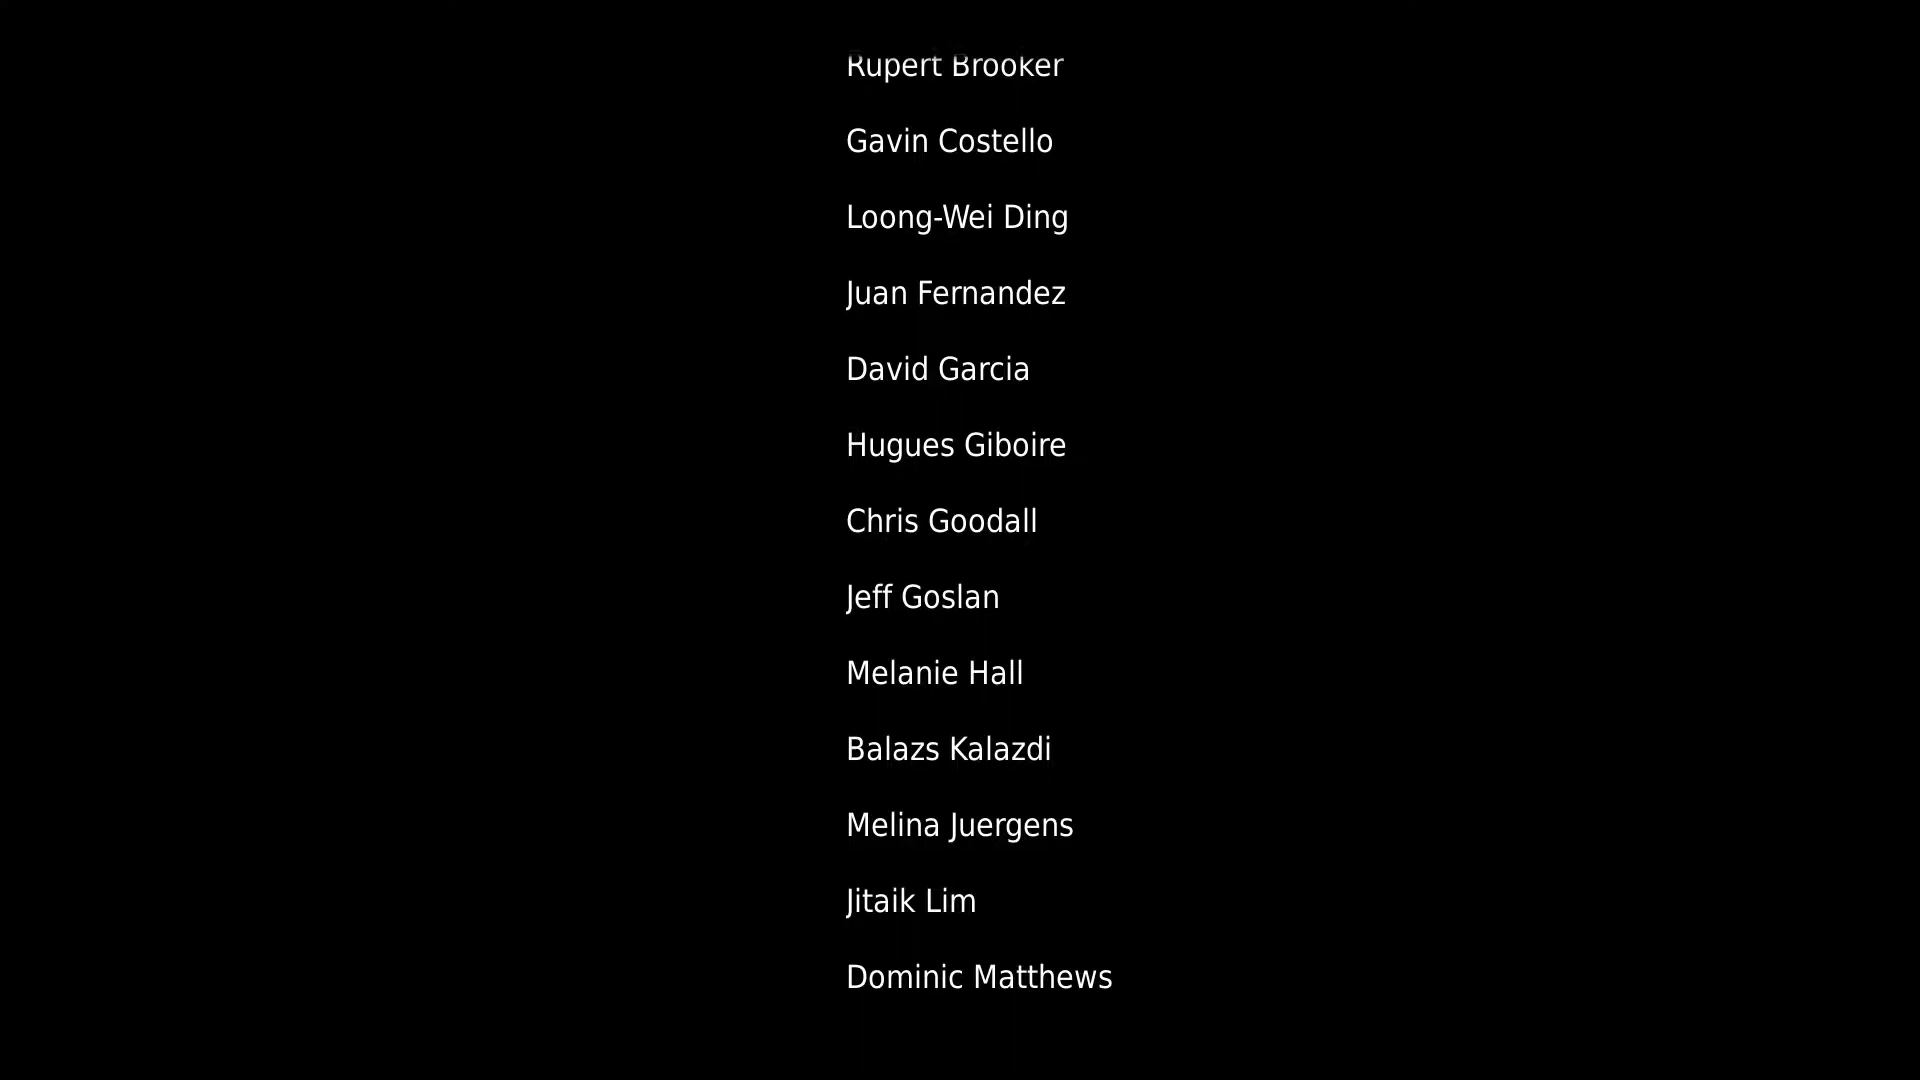 Rupert Brooker
Gavin Costello
Loong-Wei Ding
Juan Fernandez
David Garcia
Hugues Giboire
Chris Goodall
Jeff Goslan
Melanie Hall
Balazs Kalazdi
Melina Juergens
Jitaik Lim
Dominic Matthews